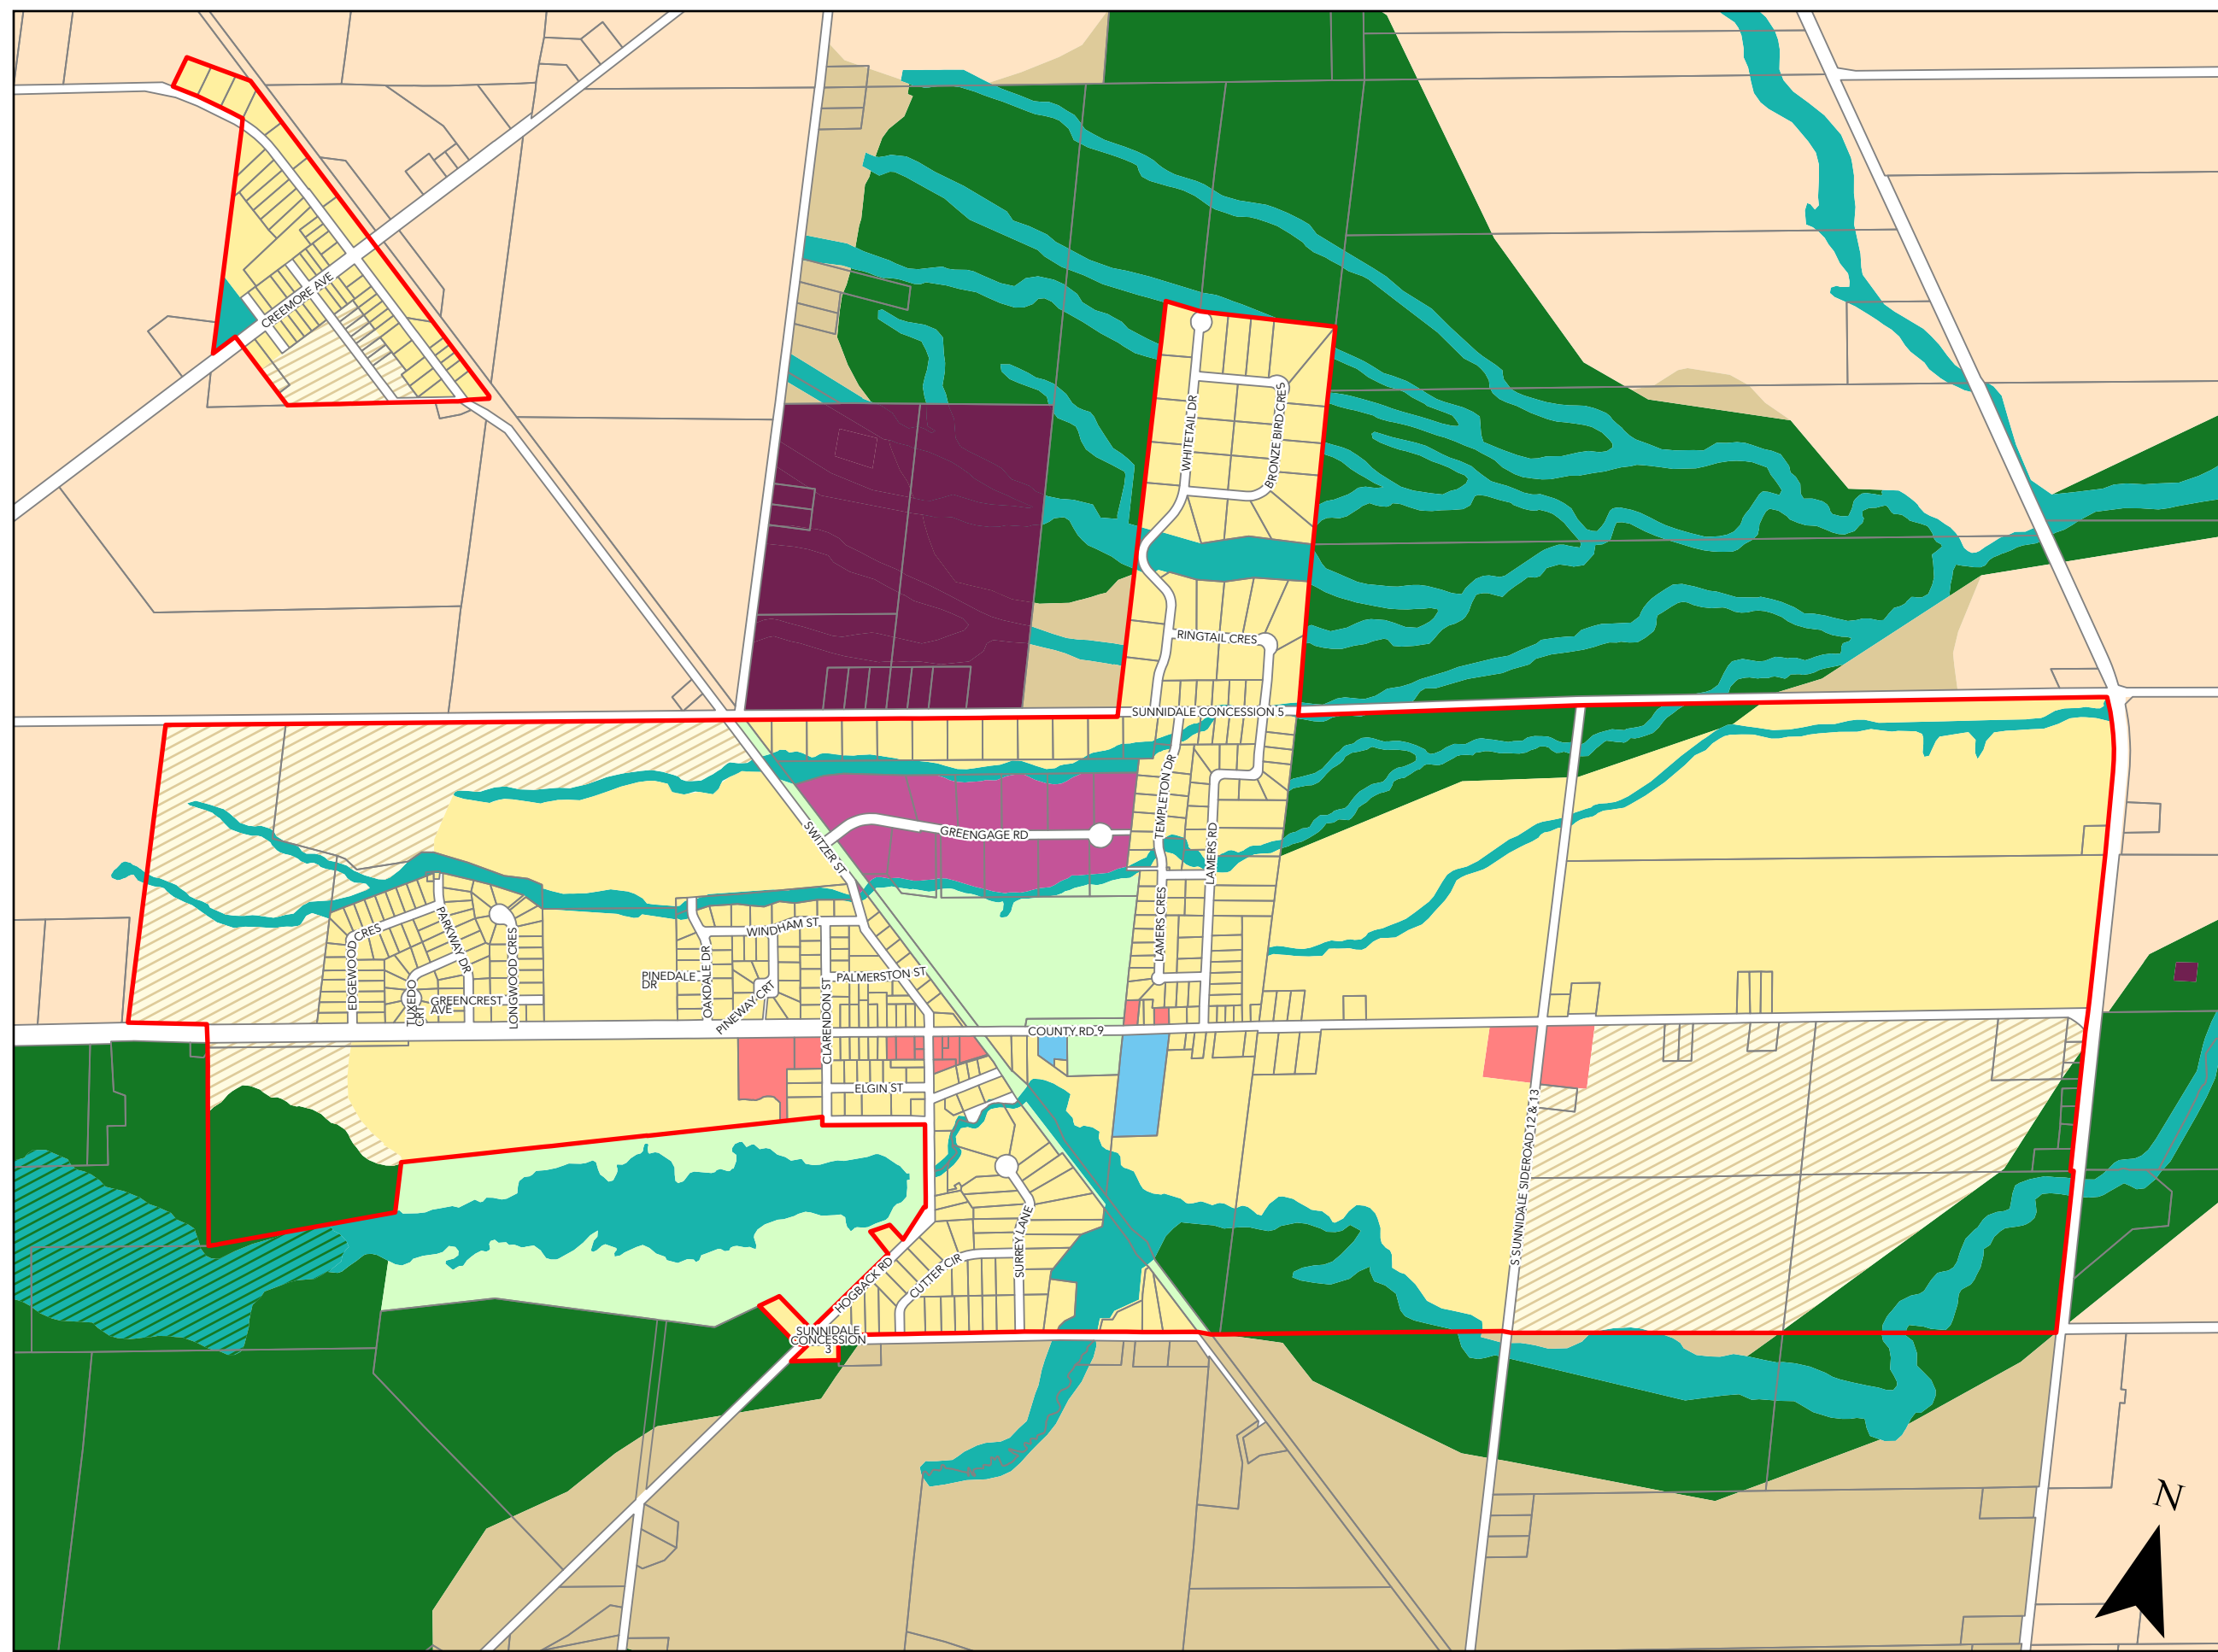 CREEMORE AVE
WHITETAIL DR
BRONZE BIRD CRES
RINGTAIL CRES
SUNNIDALE CONCESSION 5
TEMPLETON DR
GREENGAGE RD
SWITZER ST
LAMERS RD
LAMERS CRES
WINDHAM ST
PARKWAY DR
EDGEWOOD CRES
LONGWOOD CRES
PINEDALE
DR
OAKDALE DR
PALMERSTON ST
PINEWAY CRT
TUXEDO
CRT
GREENCREST
AVE
CLARENDON ST
COUNTY RD 9
ELGIN ST
S SUNNIDALE SIDEROAD 12 & 13
SURREY LANE
CUTTER CIR
HOGBACK RD
SUNNIDALE
CONCESSION
3
N